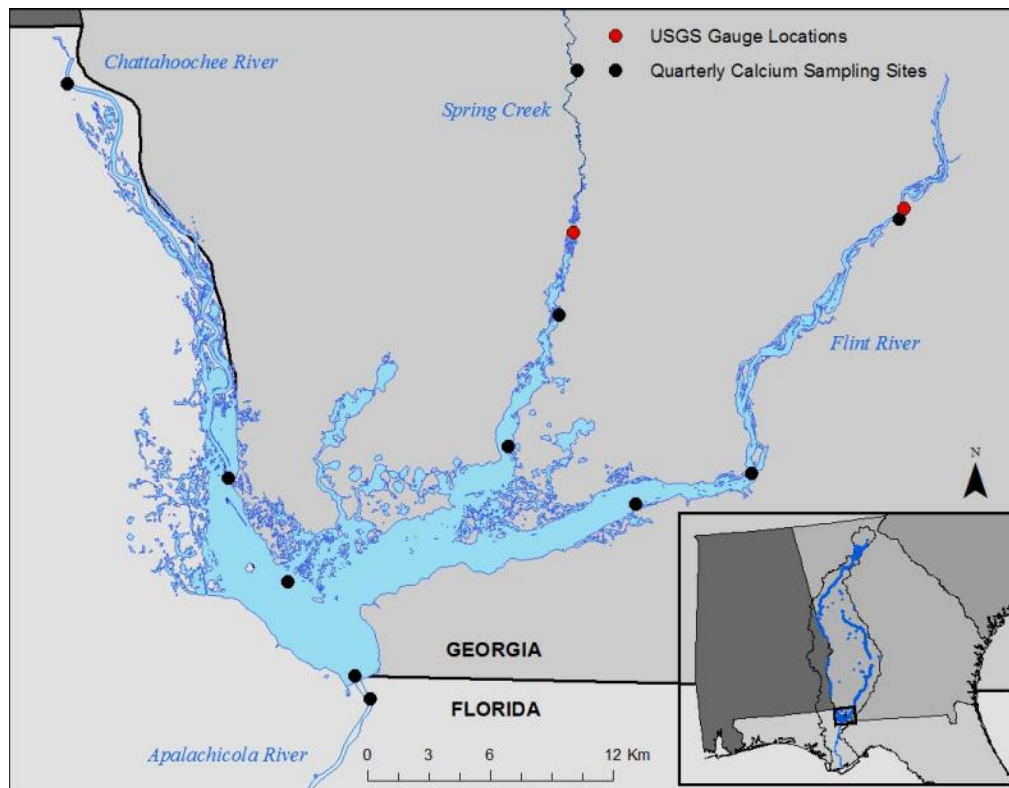 USGS Gauge Locations
Chattahoochee River
Quarterly Calcium Sampling Sites
Spring Creek
Flint River
N
GEORGIA
FLORIDA
Apalachicola River
0 3 6 12 Km